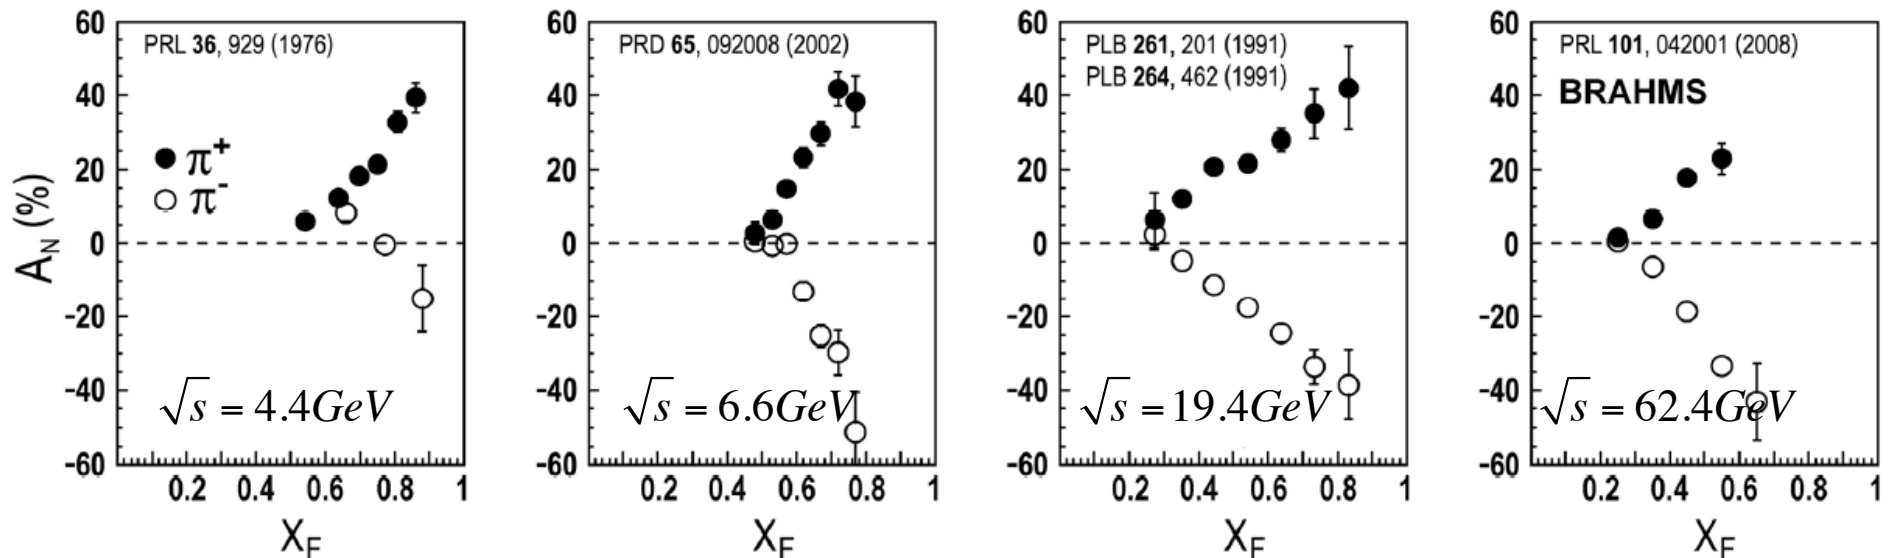 A_N (%)
60
40
20
0
-20
-40
-60
PRL 36, 929 (1976)
π+
π-
√s = 4.4GeV
0.2 0.4 0.6 0.8 1
X_F
60
40
20
0
-20
-40
-60
PRD 65, 092008 (2002)
√s = 6.6GeV
0.2 0.4 0.6 0.8 1
X_F
60
40
20
0
-20
-40
-60
PLB 261, 201 (1991)
PLB 264, 462 (1991)
√s = 19.4GeV
0.2 0.4 0.6 0.8 1
X_F
60
40
20
0
-20
-40
-60
PRL 101, 042001 (2008)
BRAHMS
√s = 62.4GeV
0.2 0.4 0.6 0.8 1
X_F